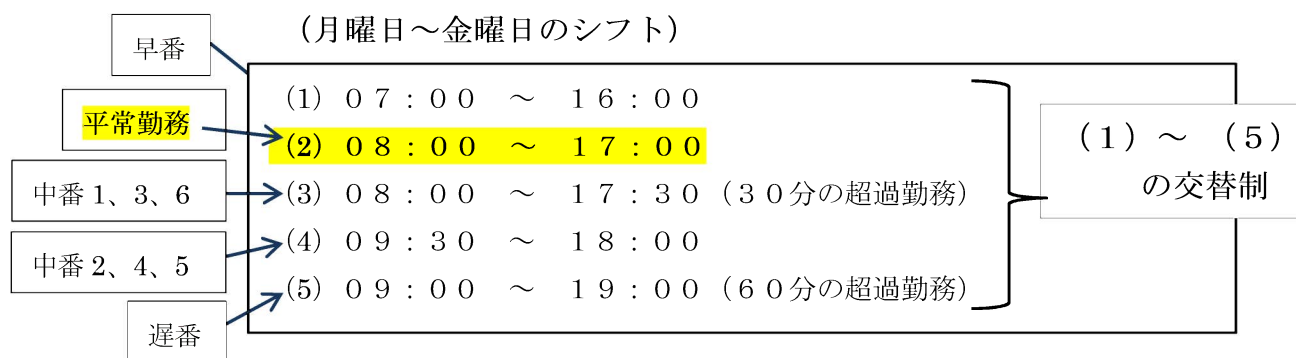 (月曜日～金曜日のシフト)
早番
平常勤務
中番 1、3、6
中番 2、4、5
遅番
(1) 07：00 ～ 16：00
(2) 08：00 ～ 17：00
(3) 08：00 ～ 17：30（30分の超過勤務）
(4) 09：30 ～ 18：00
(5) 09：00 ～ 19：00（60分の超過勤務）
（1）～ （5）
の交替制